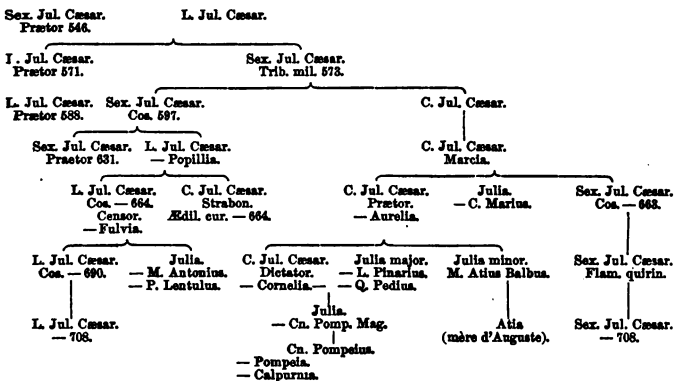 Sex. Jul. Cæsar. L. Jul. Cæsar.
Prætor 546.
I. Jul. Cæsar. Sex. Jul. Cæsar.
Prætor 571. Trib. mil. 573.
L. Jul. Cæsar. Sex. Jul. Cæsar. C. Jul. Cæsar.
Prætor 588. Cos. 597.
Sex. Jul. Cæsar. L. Jul. Cæsar. C. Jul. Cæsar.
Praetor 631. — Popillia. Marcia.
L. Jul. Cæsar. C. Jul. Cæsar. C. Jul. Cæsar. Julia. Sex. Jul. Cæsar.
Cos. — 664. Strabon. Prætor. — C. Marius. Cos. — 663.
Censor. Ædil. cur. — 664. — Aurelia.
— Fulvia.
L. Jul. Cæsar. Julia. C. Jul. Cæsar. Julia major. Julia minor. Sex. Jul. Cæsar.
Cos. — 690. — M. Antonius. Dictator. — L. Pinarius. M. Atius Balbus. Flam. quirin.
— P. Lentulus. — Cornelia. — — Q. Pedius.
Julia.
L. Jul. Cæsar. — Cn. Pomp. Mag. Atia Sex. Jul. Cæsar.
— 708. (mère d'Auguste). — 708.
Cn. Pompeius.
— Pompeia.
— Calpurnia.